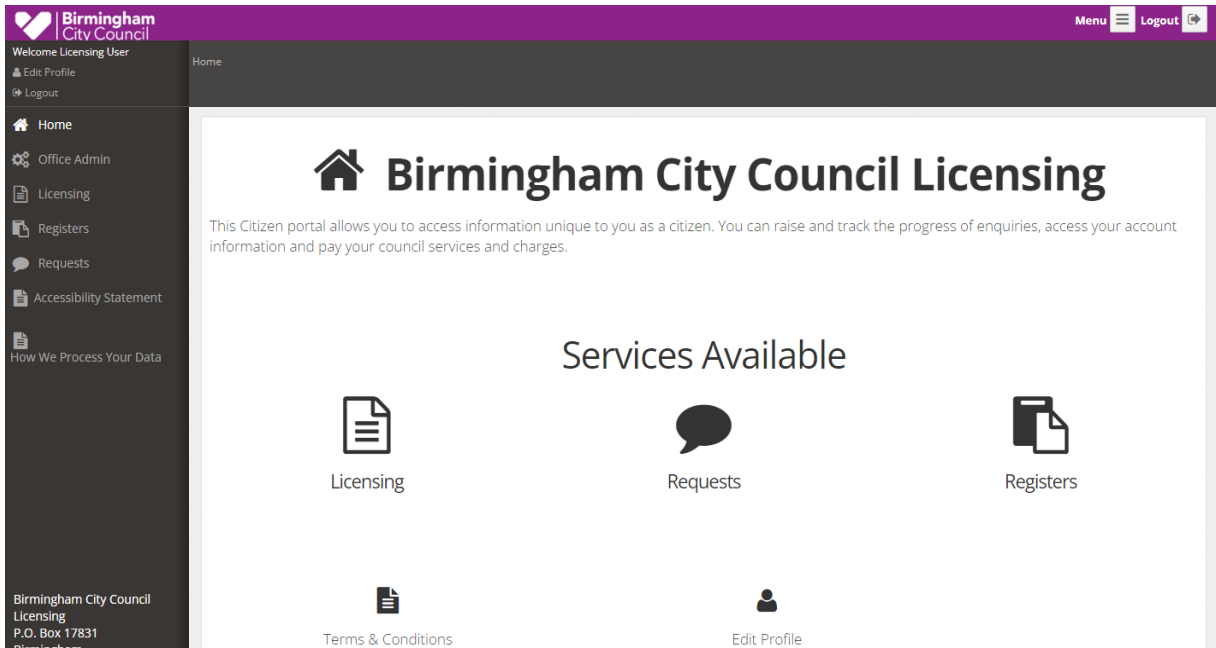 Birmingham
City Council
Menu
Logout
Welcome Licensing User
Edit Profile
Logout
Home
Home
Office Admin
Licensing
Registers
Requests
Accessibility Statement
How We Process Your Data
Birmingham City Council Licensing
This Citizen portal allows you to access information unique to you as a citizen. You can raise and track the progress of enquiries, access your account
information and pay your council services and charges.
Services Available
Licensing
Requests
Registers
Terms & Conditions
Edit Profile
Birmingham City Council
Licensing
P.O. Box 17831
Birmingham